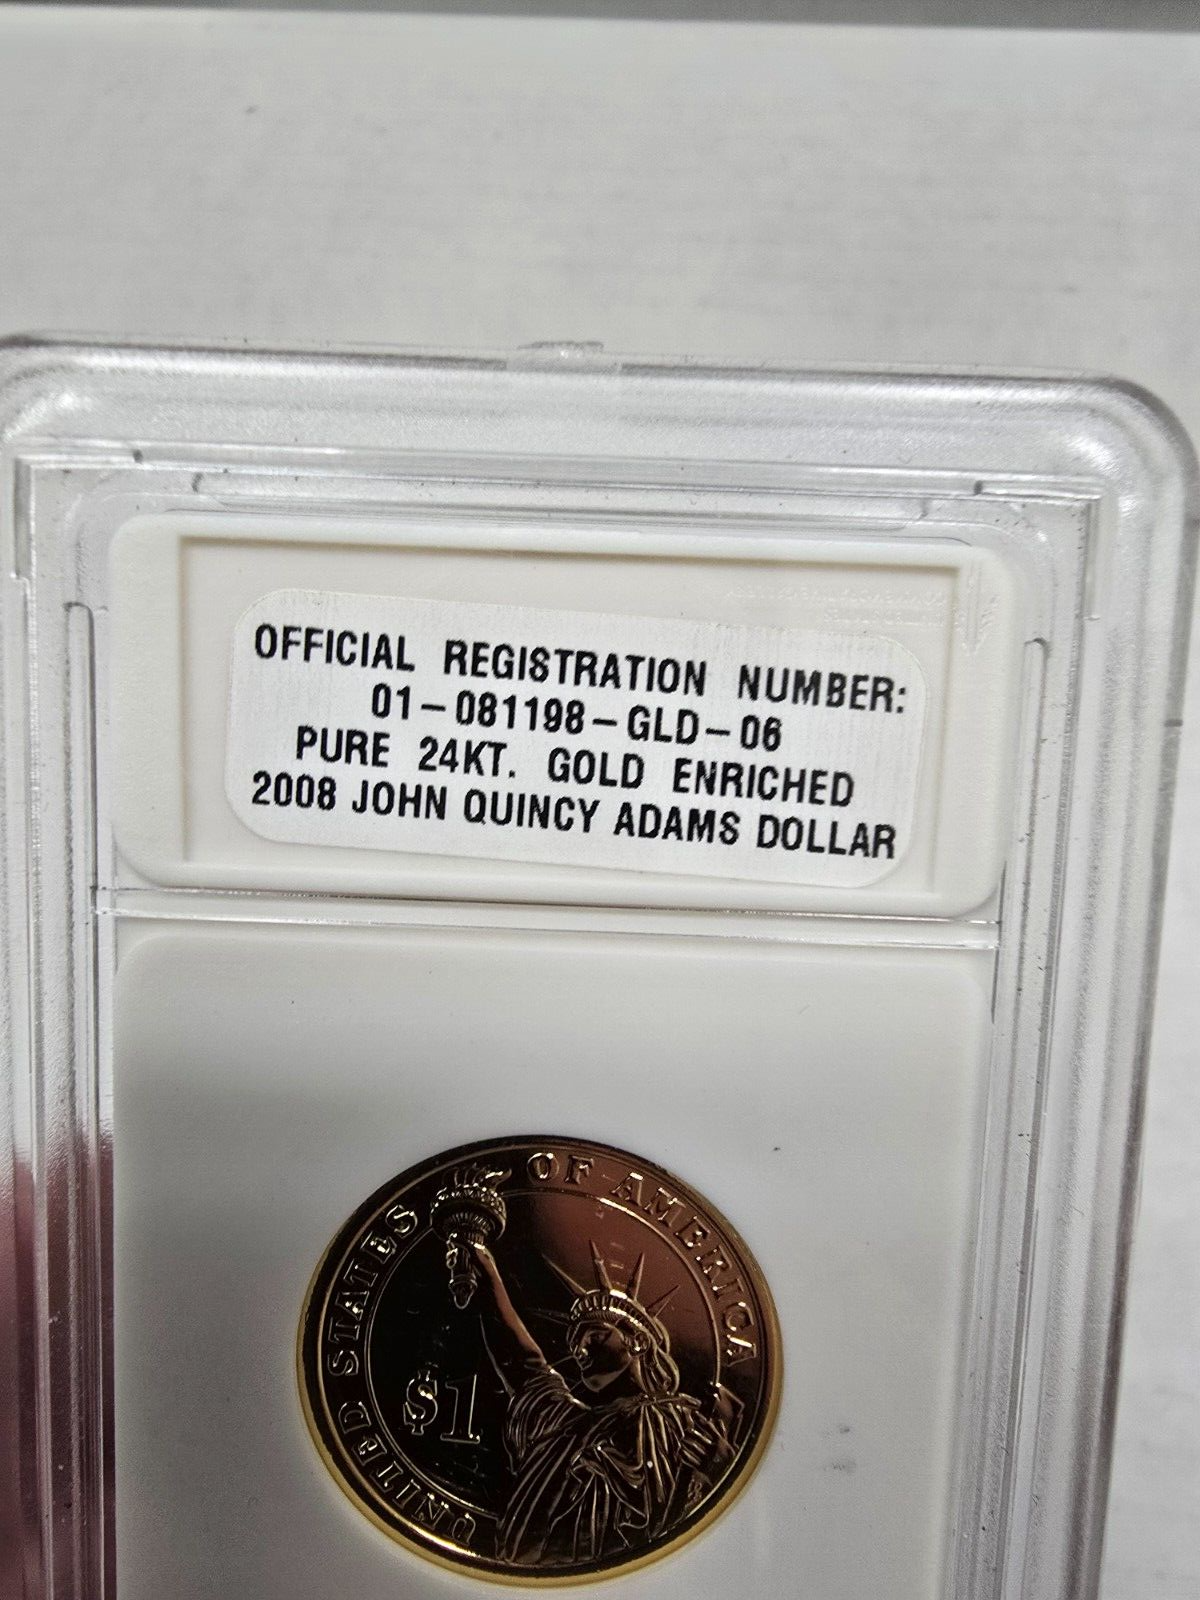 OFFICIAL REGISTRATION NUMBER:
01-081198-GLD-06
PURE 24KT. GOLD ENRICHED
2008 JOHN QUINCY ADAMS DOLLAR
UNITED STATES OF AMERICA
$1